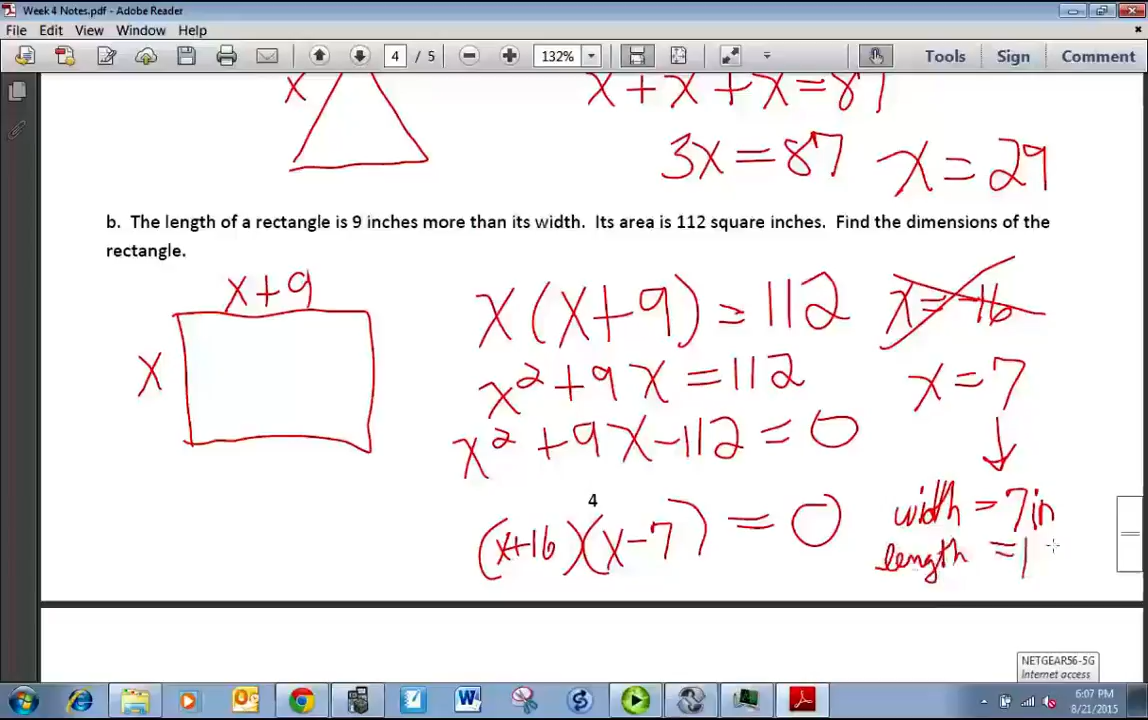 Week 4 Notes.pdf - Adobe Reader
File Edit View Window Help
4 / 5 132% Tools Sign Comment
x
x + x + x = 87
3x = 87 x = 29
b. The length of a rectangle is 9 inches more than its width. Its area is 112 square inches. Find the dimensions of the
rectangle.
x + 9
x
x(x+9) = 112 x = -16
x² + 9x = 112 x = 7
x² + 9x - 112 = 0
4
(x+16)(x-7) = 0
width = 7in
length = 1
NETGEAR56-5G
Internet access
6:07 PM
8/21/2015